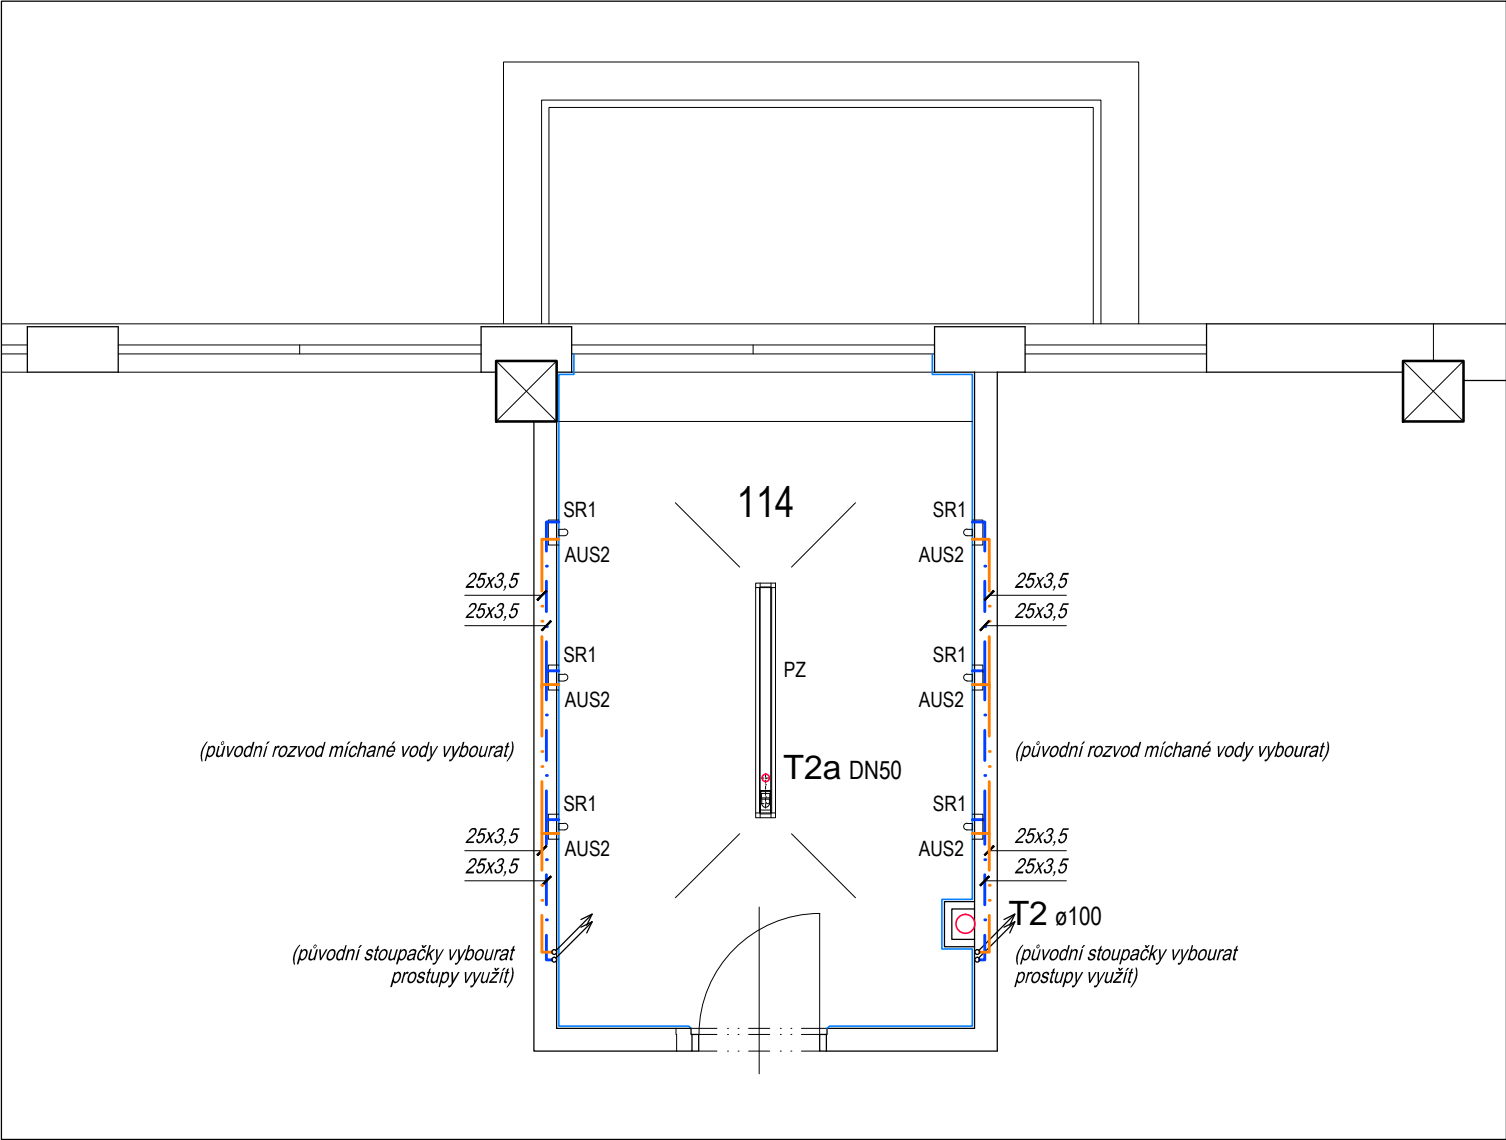 114
SR1
SR1
AUS2
AUS2
25x3,5
25x3,5
25x3,5
25x3,5
SR1
SR1
PZ
AUS2
AUS2
(původní rozvod míchané vody vybourat)
(původní rozvod míchané vody vybourat)
T2a DN50
SR1
SR1
25x3,5
25x3,5
AUS2
AUS2
25x3,5
25x3,5
T2 ø100
(původní stoupačky vybourat
prostupy využít)
(původní stoupačky vybourat
prostupy využít)